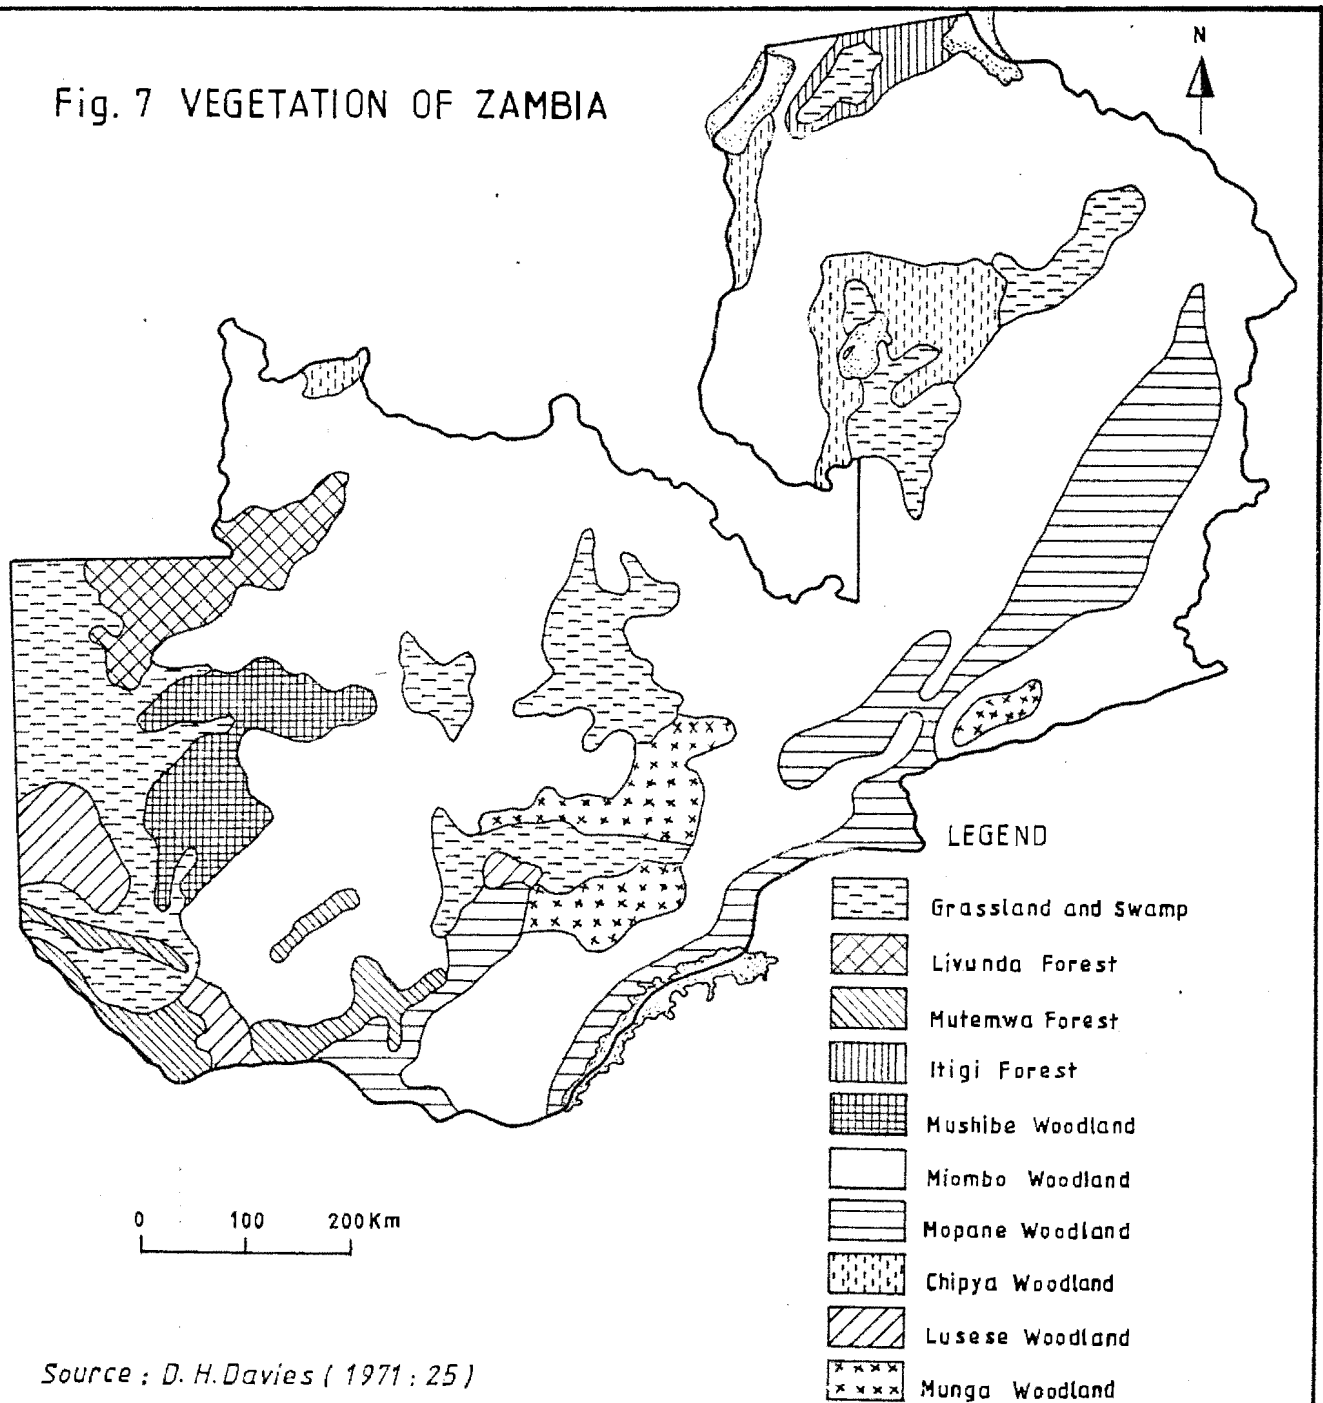 N
Fig. 7 VEGETATION OF ZAMBIA
LEGEND
Grassland and Swamp
Livunda Forest
Mutemwa Forest
Itigi Forest
Mushibe Woodland
Miombo Woodland
Mopane Woodland
Chipya Woodland
Lusese Woodland
Munga Woodland
0 100 200 Km
Source : D. H. Davies ( 1971 : 25 )